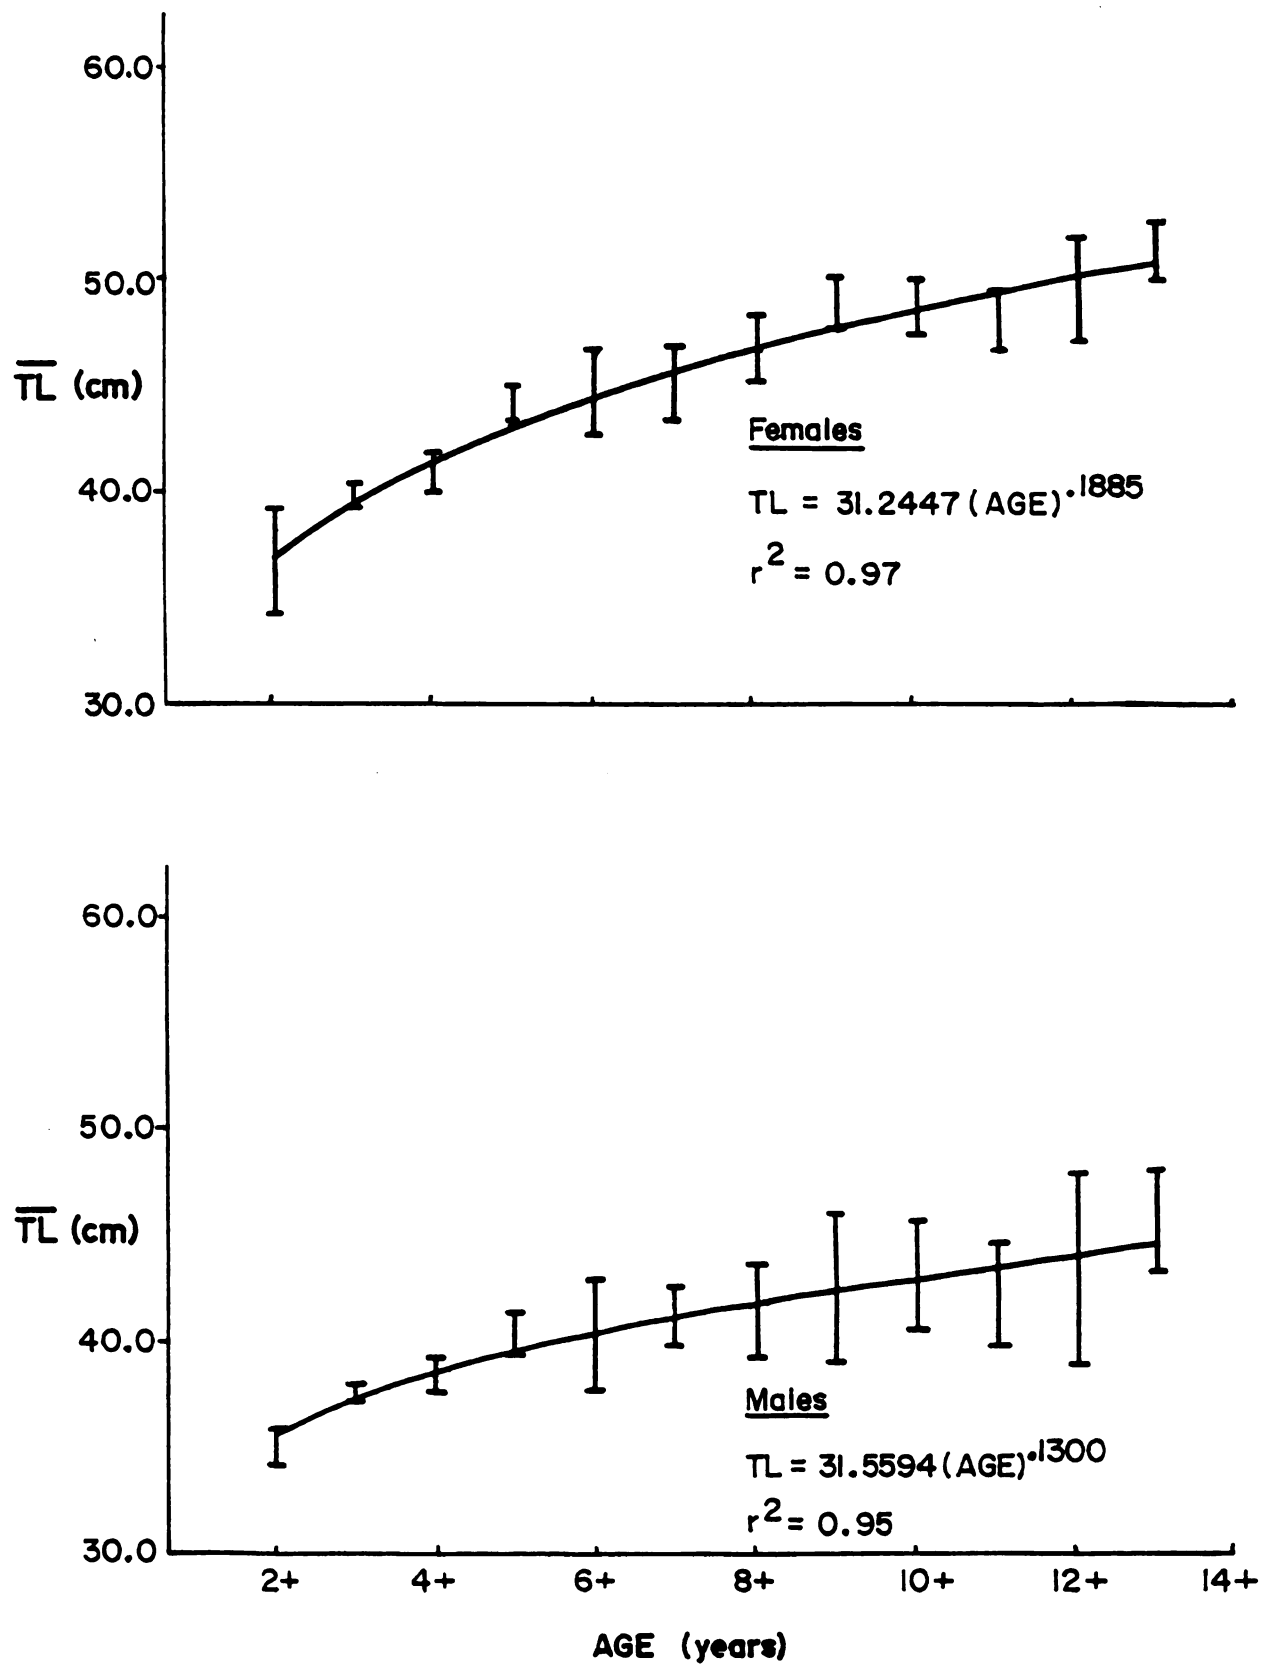 60.0
50.0
TL (cm)
Females
40.0
TL = 31.2447 (AGE)^.1885
r^2 = 0.97
30.0
60.0
50.0
TL (cm)
40.0
Males
TL = 31.5594 (AGE)^.1300
r^2 = 0.95
30.0
2+ 4+ 6+ 8+ 10+ 12+ 14+
AGE (years)